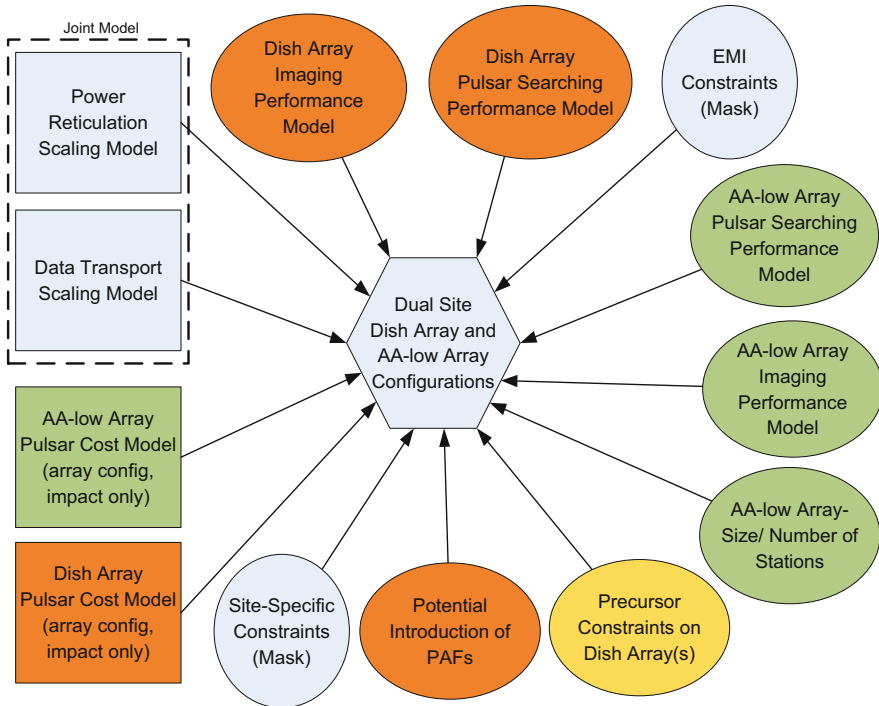 Joint Model
Power
Reticulation
Scaling Model
Data Transport
Scaling Model
AA-low Array
Pulsar Cost Model
(array config,
impact only)
Dish Array
Pulsar Cost Model
(array config,
impact only)
Dish Array
Imaging
Performance
Model
Dish Array
Pulsar Searching
Performance Model
EMI
Constraints
(Mask)
AA-low Array
Pulsar Searching
Performance
Model
Dual Site
Dish Array and
AA-low Array
Configurations
AA-low Array
Imaging
Performance
Model
AA-low Array-
Size/ Number of
Stations
Site-Specific
Constraints
(Mask)
Potential
Introduction of
PAFs
Precursor
Constraints on
Dish Array(s)